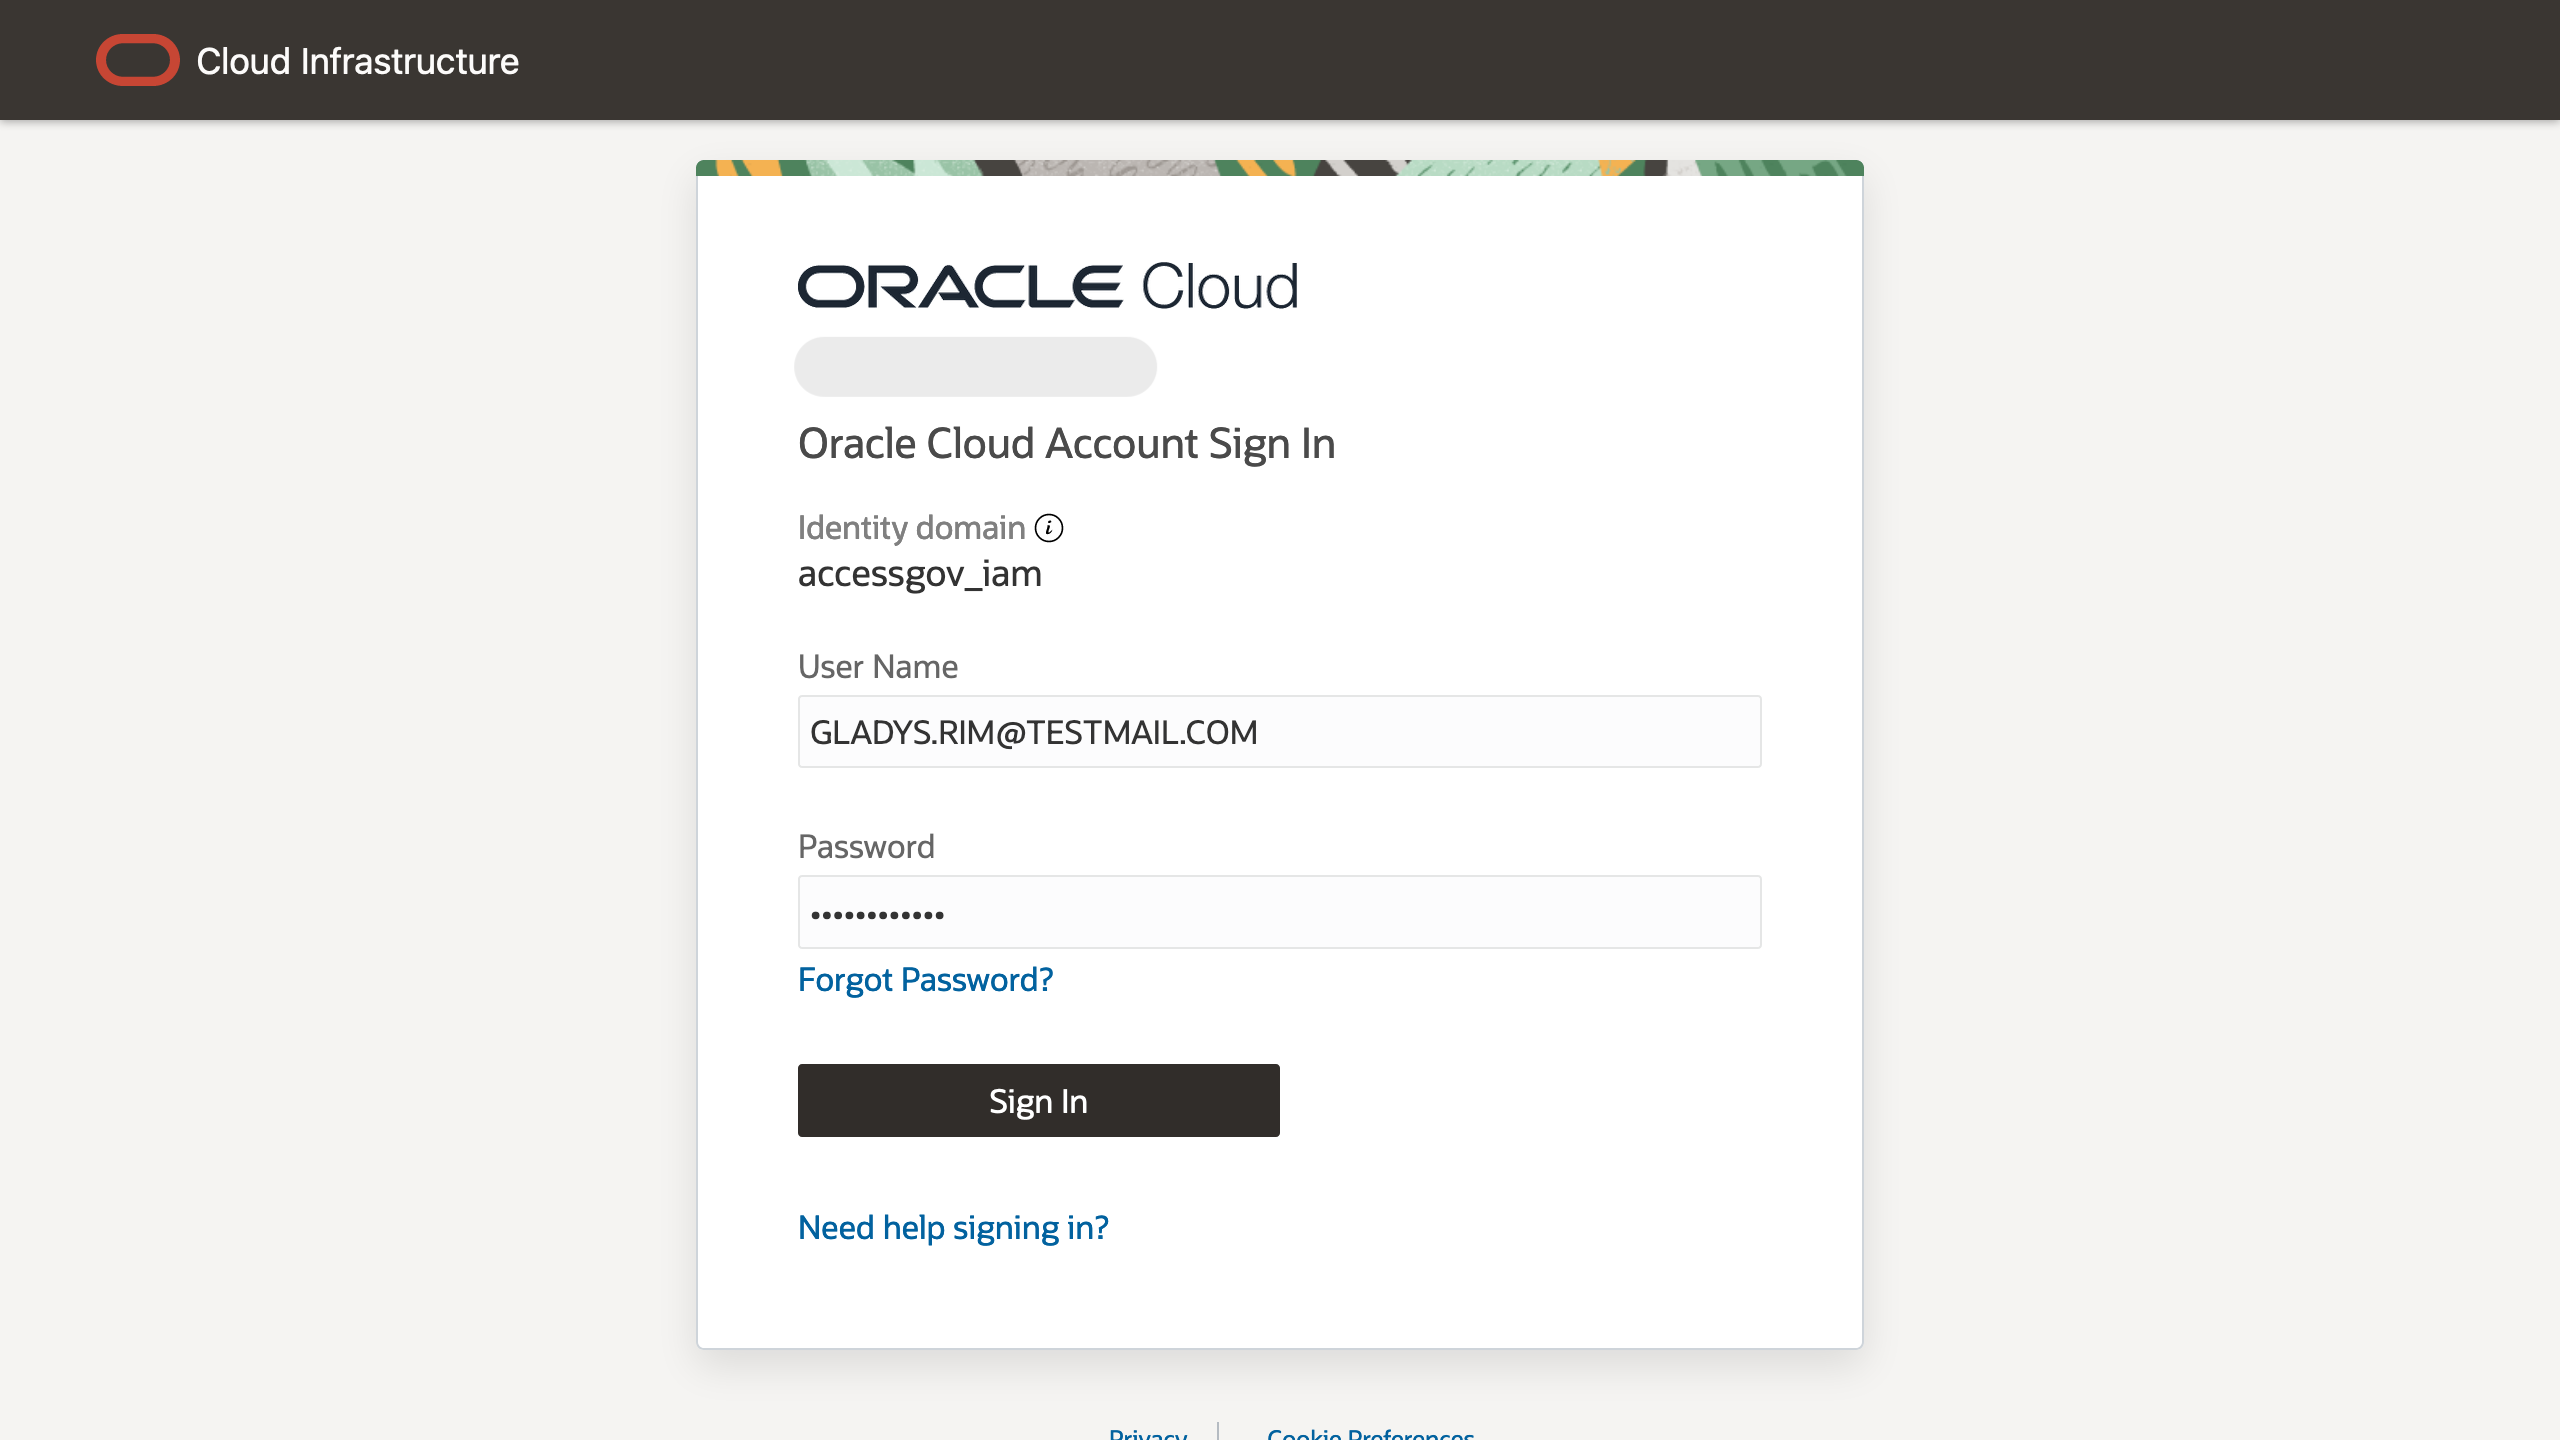 Cloud Infrastructure
ORACLE Cloud
Oracle Cloud Account Sign In
Identity domain
accessgov_iam
User Name
GLADYS.RIM@TESTMAIL.COM
Password
••••••••••••
Forgot Password?
Sign In
Need help signing in?
Privacy | Cookie Preferences